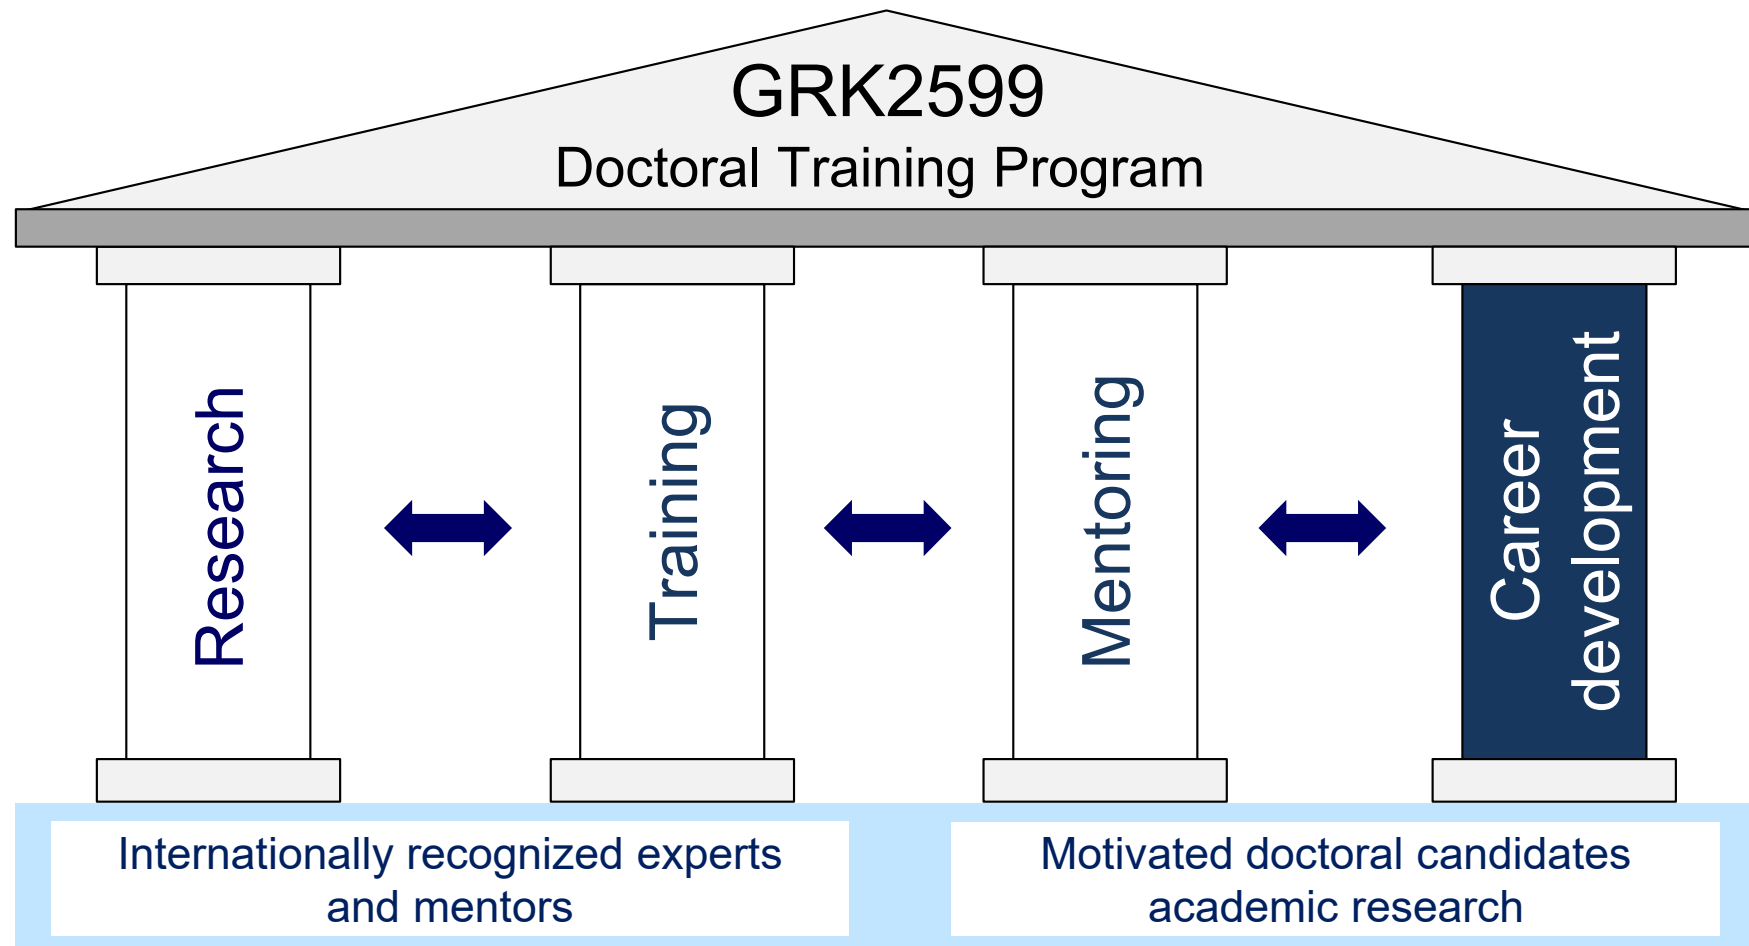 GRK2599
Doctoral Training Program
Research
Training
Mentoring
Career
development
Internationally recognized experts
and mentors
Motivated doctoral candidates
academic research